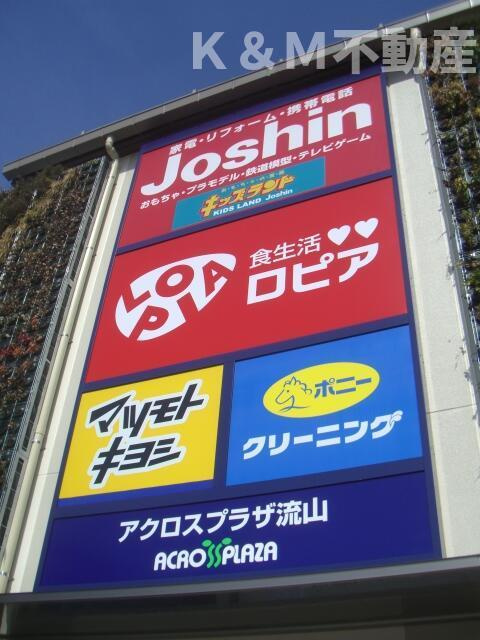 K&M不動産
家電・リフォーム・携帯電話
Joshin
おもちゃ・プラモデル・鉄道模型・テレビゲーム
キッズランド
KIDS LAND Joshin
LOPIA
食生活♥♥
ロピア
マツモト
キヨシ
ポニー
クリーニング
アクロスプラザ流山
ACROSSPLAZA